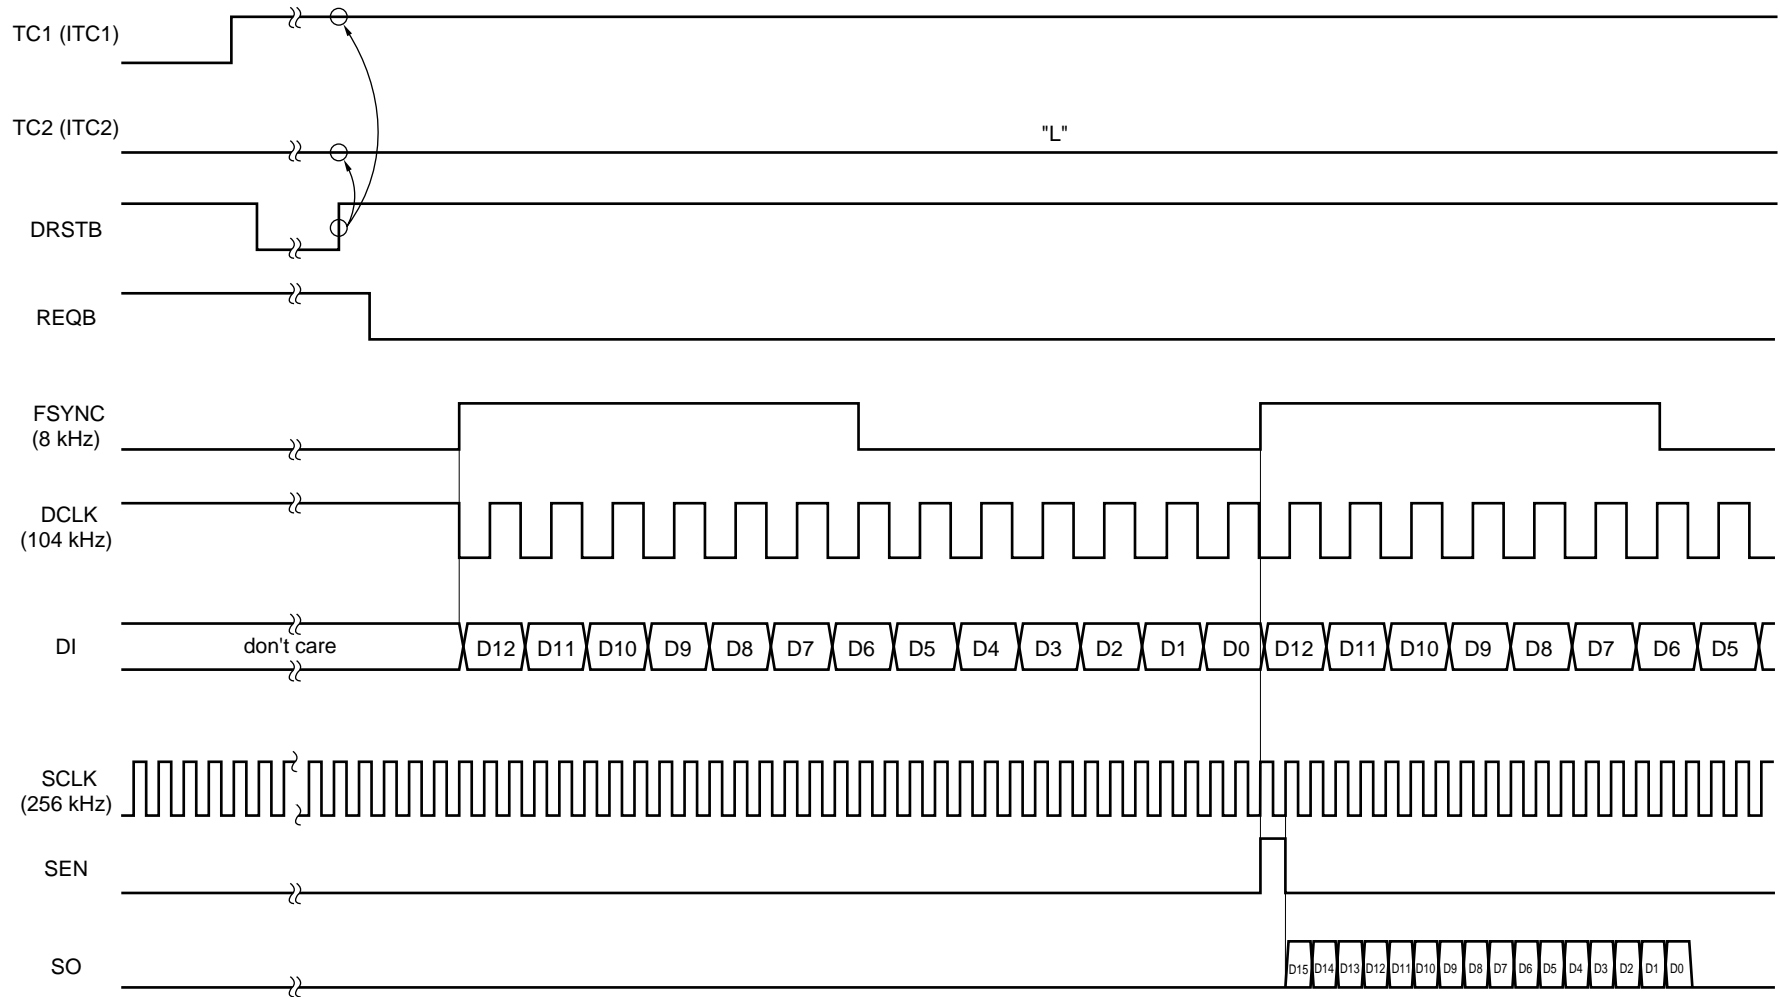 TC1 (ITC1)
TC2 (ITC2)
"L"
DRSTB
REQB
FSYNC
(8 kHz)
DCLK
(104 kHz)
DI
don't care
D12 D11 D10 D9 D8 D7 D6 D5 D4 D3 D2 D1 D0 D12 D11 D10 D9 D8 D7 D6 D5
SCLK
(256 kHz)
SEN
SO
D15 D14 D13 D12 D11 D10 D9 D8 D7 D6 D5 D4 D3 D2 D1 D0